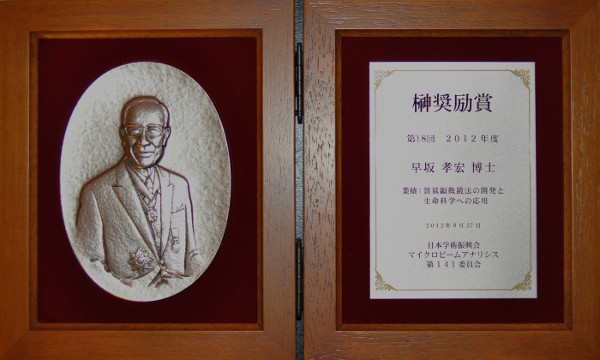 榊奨励賞
第18回 2012年度
早坂 孝宏 博士
業績：質量顕微鏡法の開発と
生命科学への応用
2012年9月27日
日本学術振興会
マイクロビームアナリシス
第141委員会